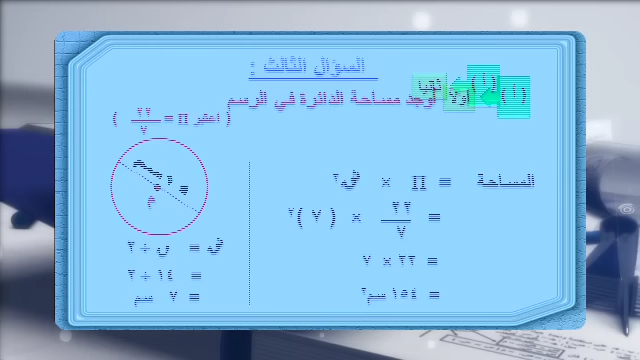 السؤال الثالث :
( أ ) ( أ ) أولا
أوجد مساحة الدائرة في الرسم
( اعتبر π = ٢٢/٧ )
م
المساحة = π × نق٢
= ٢٢/٧ × ( ٧ )٢
= ٢٢ × ٧
= ١٥٤ سم٢
نق = ق ÷ ٢
= ١٤ ÷ ٢
= ٧ سم